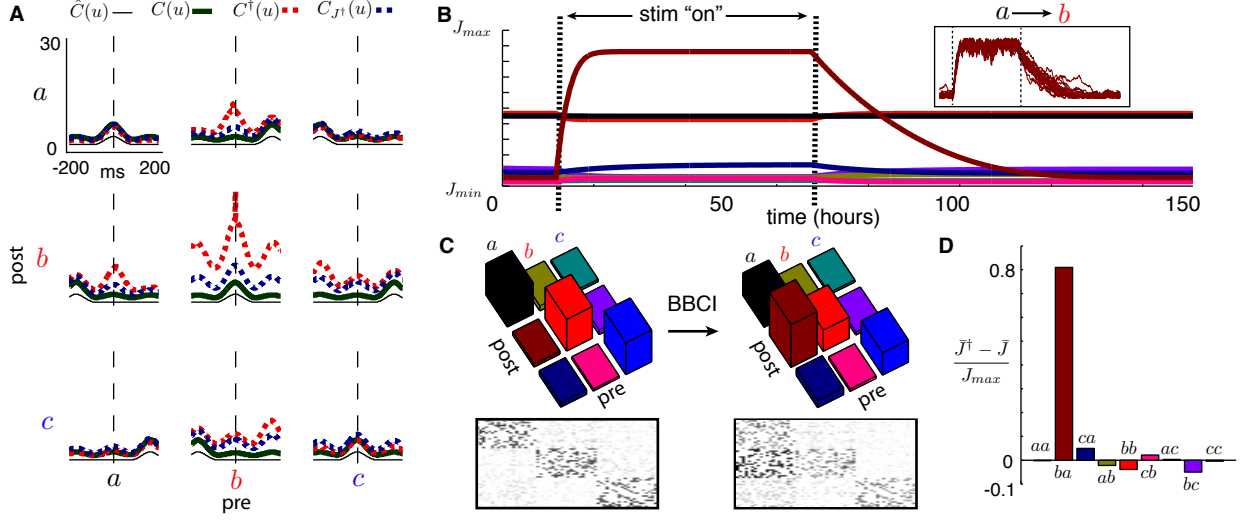 A
Ĉ(u) C(u) C†(u) C_J†(u)
30
0
-200 200
ms
a
b
c
post
a b c
pre
B
J_max
J_min
stim "on"
a → b
0 50 100 150
time (hours)
C
a b c
post
pre
BBCI
a b c
post
pre
D
0.8
J̄† − J̄
J_max
0
-0.1
aa ba ca ab bb cb ac bc cc